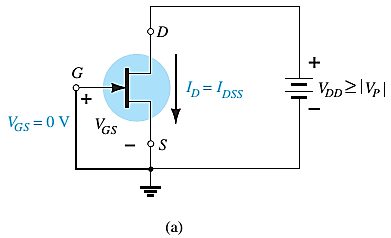 D
G
+
V_GS = 0 V
V_GS
−
S
I_D = I_DSS
+
V_DD ≥ |V_P|
−
(a)